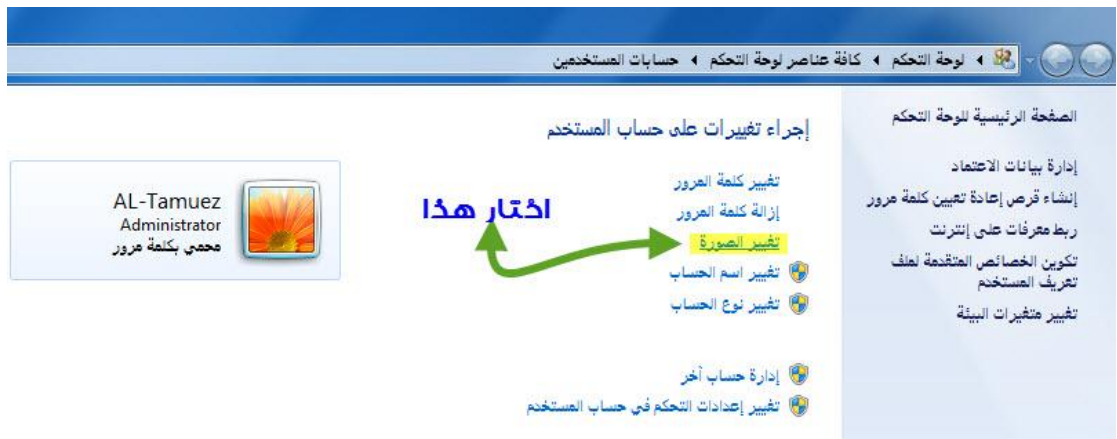 لوحة التحكم ◂ كافة عناصر لوحة التحكم ◂ حسابات المستخدمين
الصفحة الرئيسية للوحة التحكم
إدارة بيانات الاعتماد
إنشاء قرص إعادة تعيين كلمة مرور
ربط معرفات على إنترنت
تكوين الخصائص المتقدمة لملف
تعريف المستخدم
تغيير متغيرات البيئة
إجراء تغييرات على حساب المستخدم
تغيير كلمة المرور
إزالة كلمة المرور
تغيير الصورة
تغيير اسم الحساب
تغيير نوع الحساب
إدارة حساب آخر
تغيير إعدادات التحكم في حساب المستخدم
اختار هذا
AL-Tamuez
Administrator
محمي بكلمة مرور